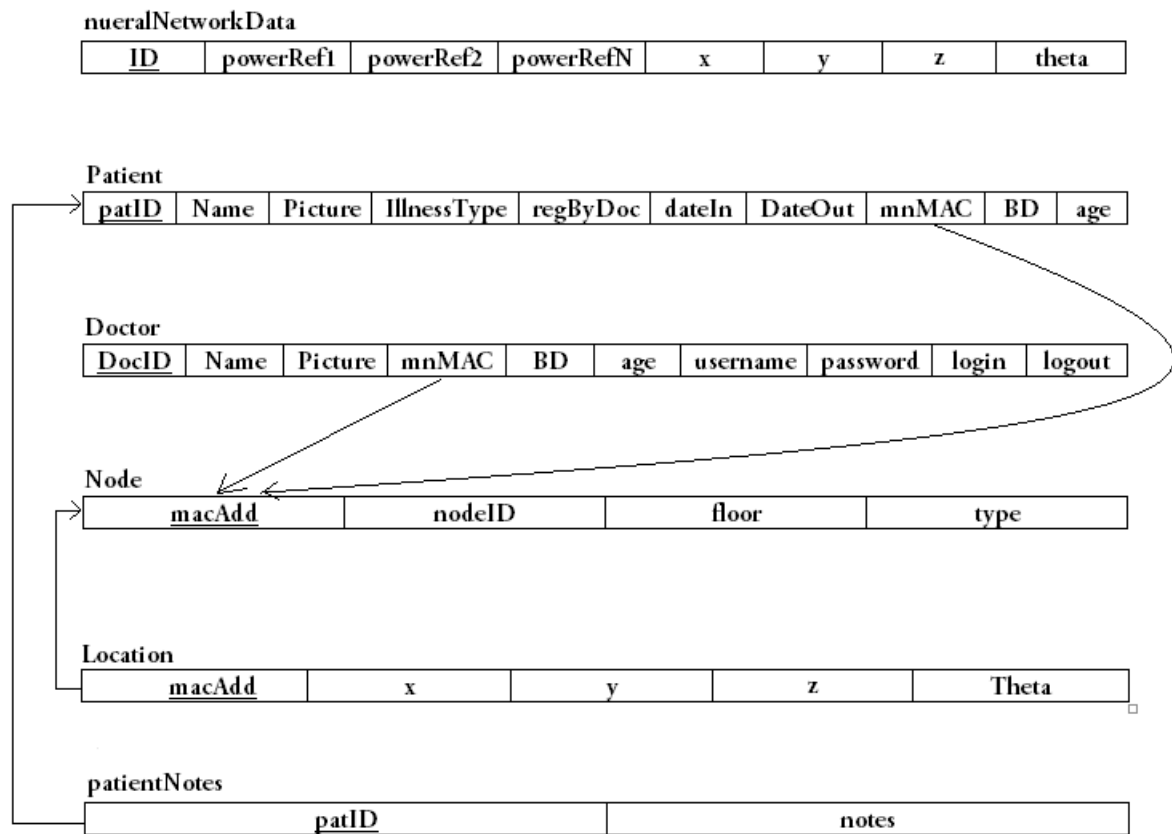 nueralNetworkData
ID powerRef1 powerRef2 powerRefN x y z theta
Patient
patID Name Picture IllnessType regByDoc dateIn DateOut mnMAC BD age
Doctor
DocID Name Picture mnMAC BD age username password login logout
Node
macAdd nodeID floor type
Location
macAdd x y z Theta
patientNotes
patID notes